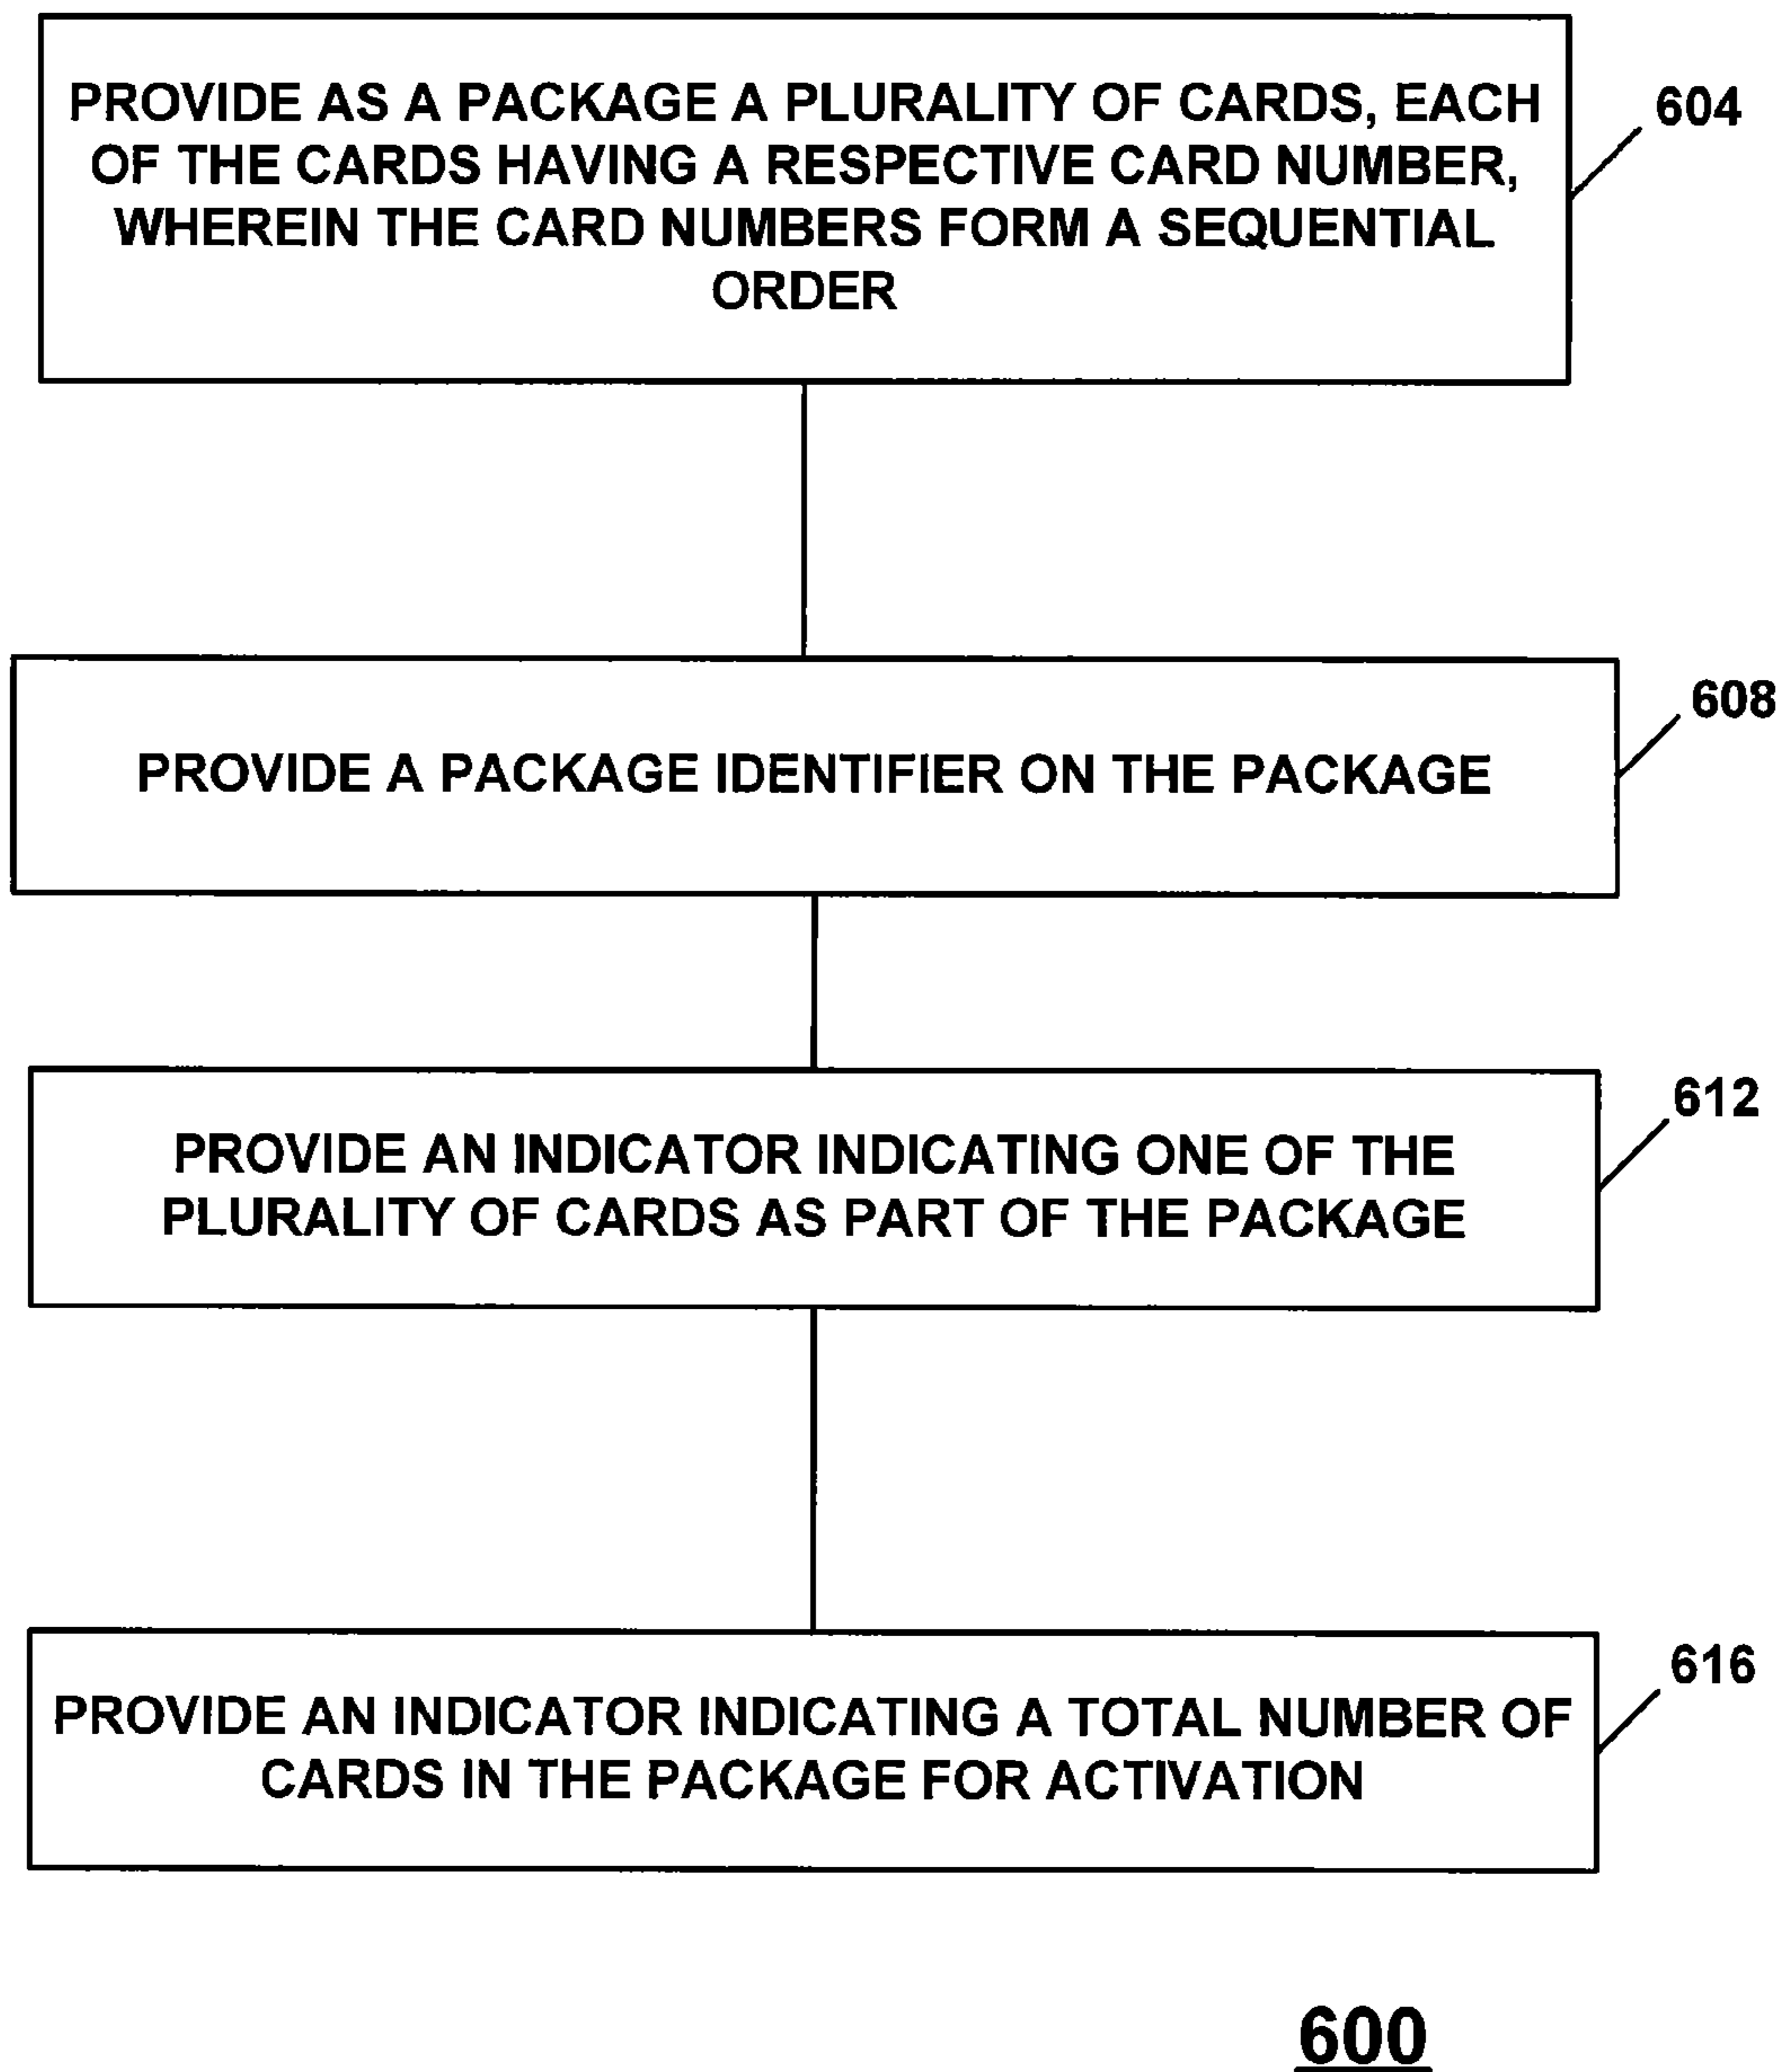 PROVIDE AS A PACKAGE A PLURALITY OF CARDS, EACH
OF THE CARDS HAVING A RESPECTIVE CARD NUMBER,
WHEREIN THE CARD NUMBERS FORM A SEQUENTIAL
ORDER
604
608
PROVIDE A PACKAGE IDENTIFIER ON THE PACKAGE
612
PROVIDE AN INDICATOR INDICATING ONE OF THE
PLURALITY OF CARDS AS PART OF THE PACKAGE
616
PROVIDE AN INDICATOR INDICATING A TOTAL NUMBER OF
CARDS IN THE PACKAGE FOR ACTIVATION
600